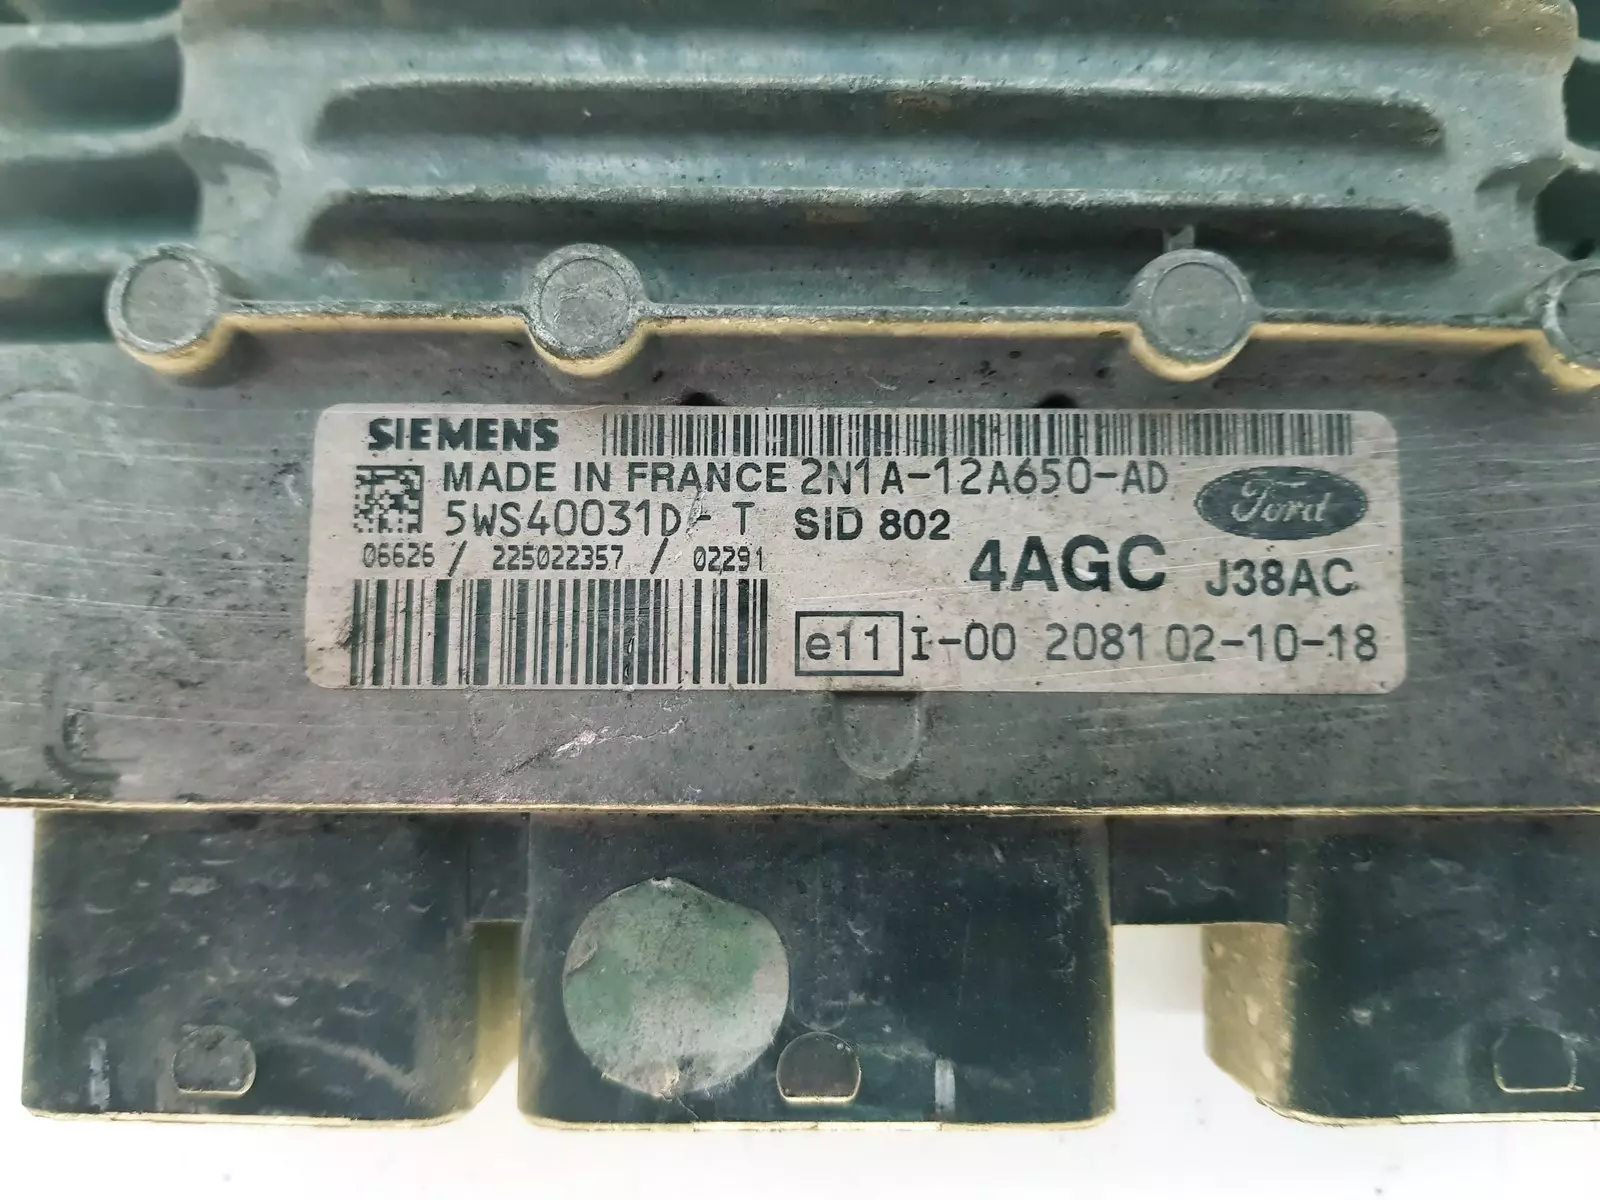 SIEMENS
MADE IN FRANCE 2N1A-12A650-AD
Ford
5WS40031D-T SID 802
06626 / 225022357 / 02291
4AGC J38AC
e11 I-00 2081 02-10-18